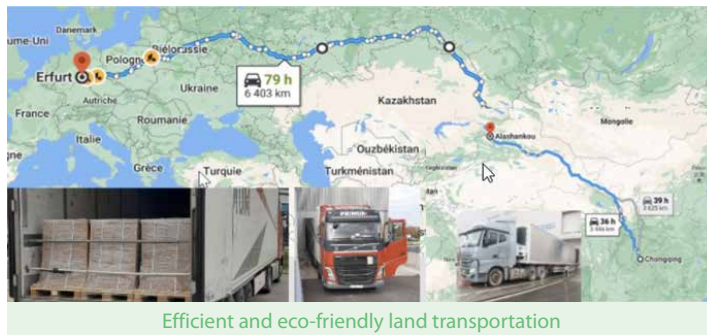 Danemark
ume-Uni
Biélorussie
Pologne
Erfurt
79 h
6 403 km
Ukraine
Autriche
France
Kazakhstan
Mongolie
Roumanie
Alashankou
Italie
Ouzbékistan
Grèce
Turquie
Turkménistan
39 h
36 h
Chongqing
Efficient and eco-friendly land transportation